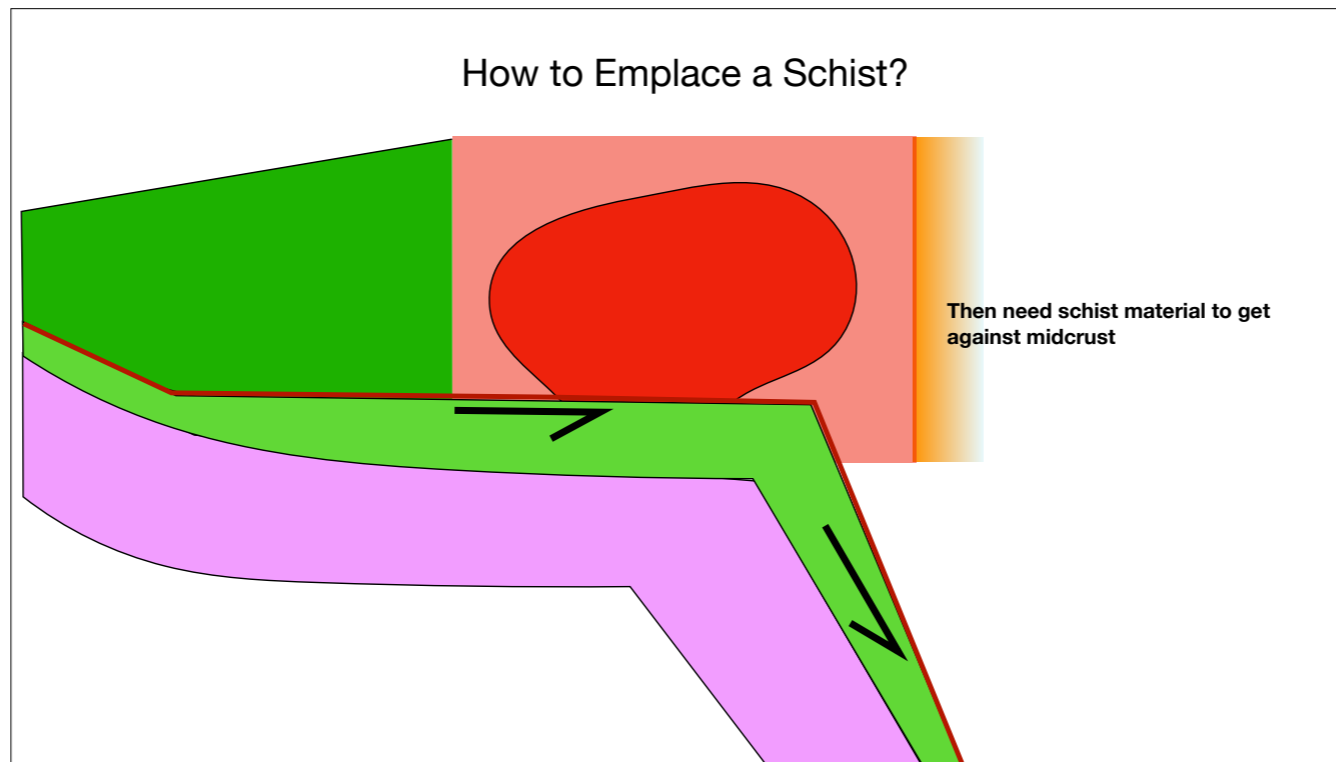 How to Emplace a Schist?
Then need schist material to get
against midcrust